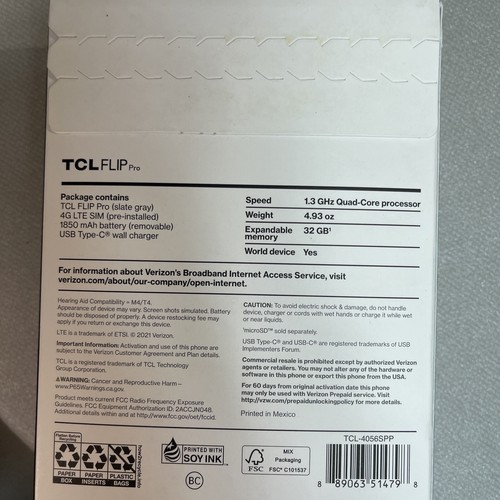 TCL FLIP Pro
Package contains
TCL FLIP Pro (slate gray)
4G LTE SIM (pre-installed)
1850 mAh battery (removable)
USB Type-C® wall charger
Speed 1.3 GHz Quad-Core processor
Weight 4.93 oz
Expandable memory 32 GB¹
World device Yes
For information about Verizon's Broadband Internet Access Service, visit
verizon.com/about/our-company/open-internet.
Hearing Aid Compatibility = M4/T4.
Appearance of device may vary. Screen shots simulated. Battery
should be disposed of properly. A device restocking fee may
apply if you return or exchange this device.
LTE is a trademark of ETSI. © 2021 Verizon.
Important Information: Activation and use of this phone are
subject to the Verizon Customer Agreement and Plan details.
TCL is a registered trademark of TCL Technology
Group Corporation.
⚠WARNING: Cancer and Reproductive Harm—
www.P65Warnings.ca.gov.
Product meets current FCC Radio Frequency Exposure
Guidelines. FCC Equipment Authorization ID: 2ACCJN048.
Additional details and at http://www.fcc.gov/oet/fccid.
CAUTION: To avoid electric shock & damage, do not handle
device, charger or cords with wet hands or charge it while wet
or near liquids.
¹microSD™ sold separately.
USB Type-C® and USB-C® are registered trademarks of USB
Implementers Forum.
Commercial resale is prohibited except by authorized Verizon
agents or retailers. You may not alter any of the hardware or
software in this phone or export this phone from the USA.
For 60 days from original activation date this phone
may only be used with Verizon Prepaid service. Visit
http://vzw.com/prepaidunlockingpolicy for more details.
Printed in Mexico
TCL-4056SPP
Flatten Before Recycling
PAPER BOX
PAPER INSERTS
PLASTIC BAGS
how2recycle.info
PRINTED WITH
SOY INK
BC
FSC
MIX
Packaging
FSC® C101537
8 89063 51479 8